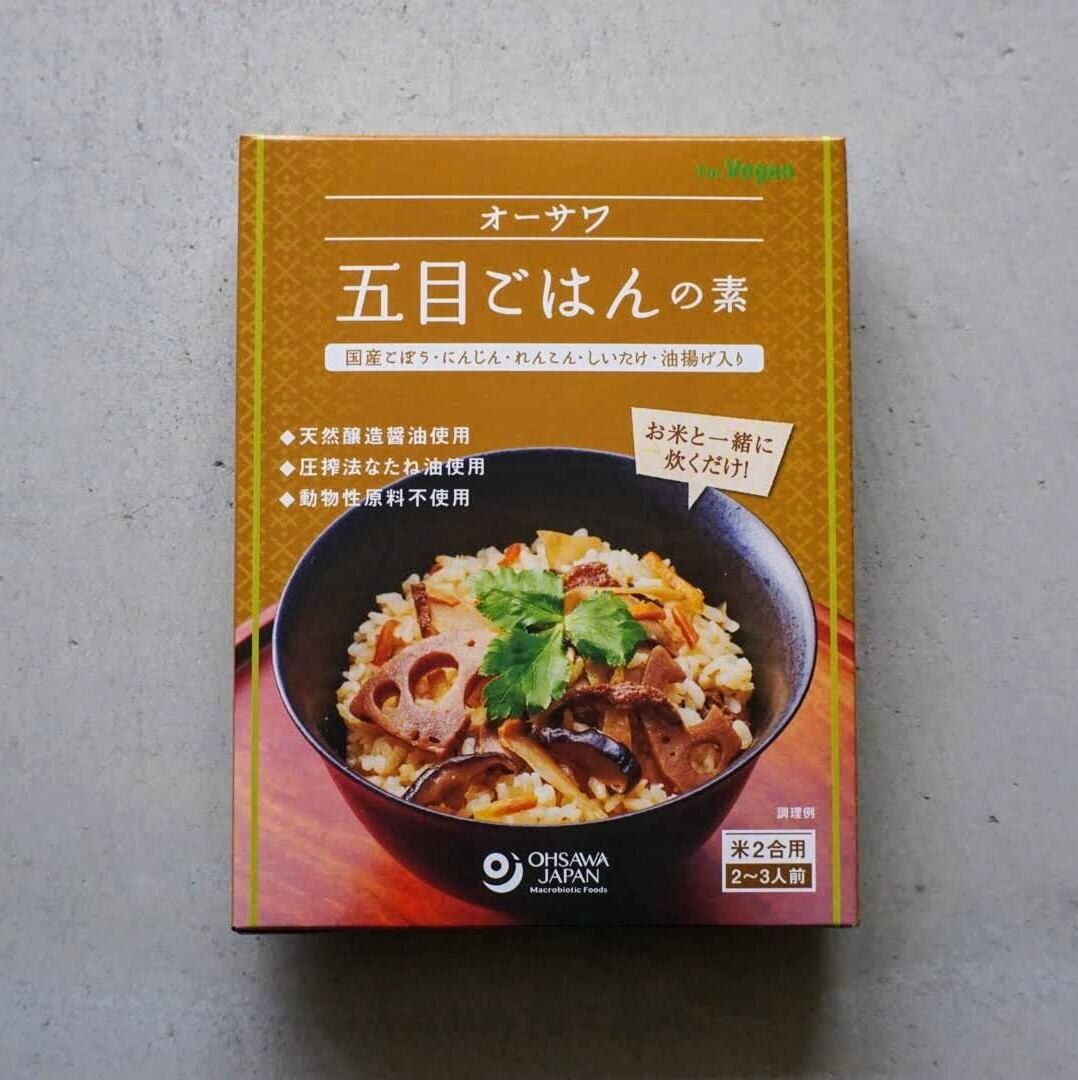 For Vegan
オーサワ
五目ごはんの素
国産ごぼう・にんじん・れんこん・しいたけ・油揚げ入り
◆天然醸造醤油使用
◆圧搾法なたね油使用
◆動物性原料不使用
お米と一緒に
炊くだけ!
調理例
米2合用
2〜3人前
OHSAWA
JAPAN
Macrobiotic Foods